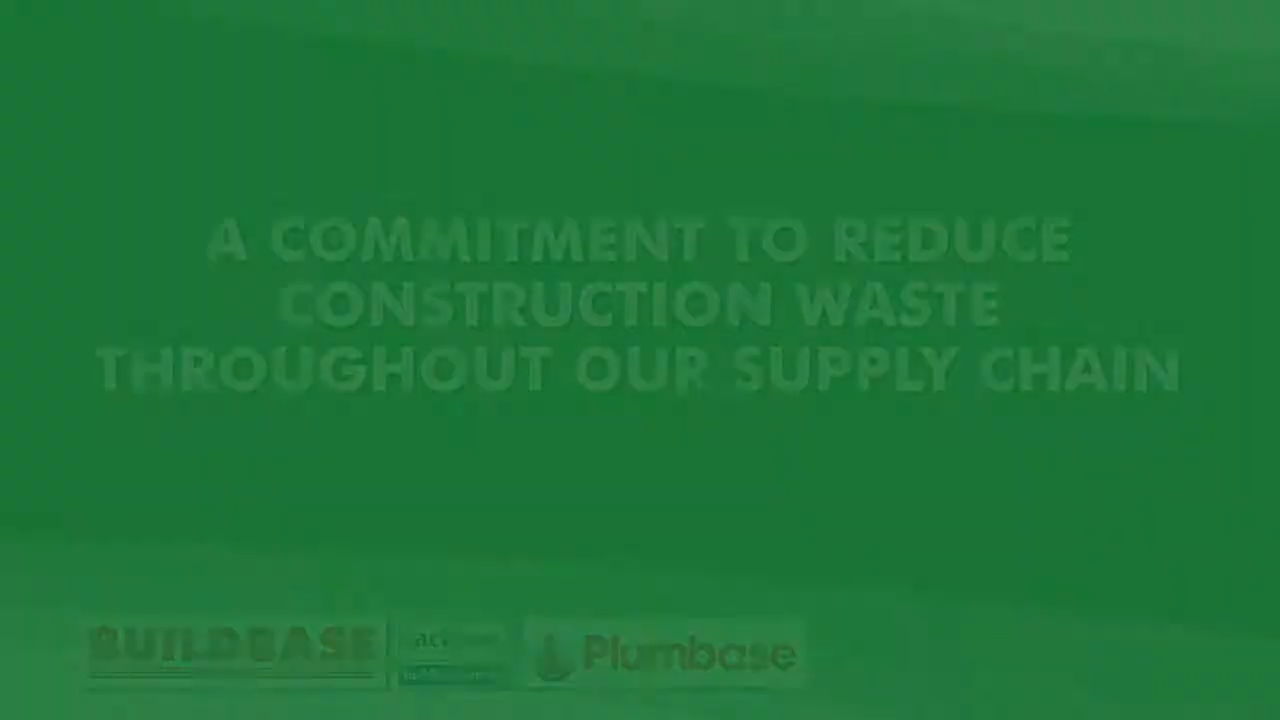 A COMMITMENT TO REDUCE
CONSTRUCTION WASTE
THROUGHOUT OUR SUPPLY CHAIN
BUILDBASE
Plumbase